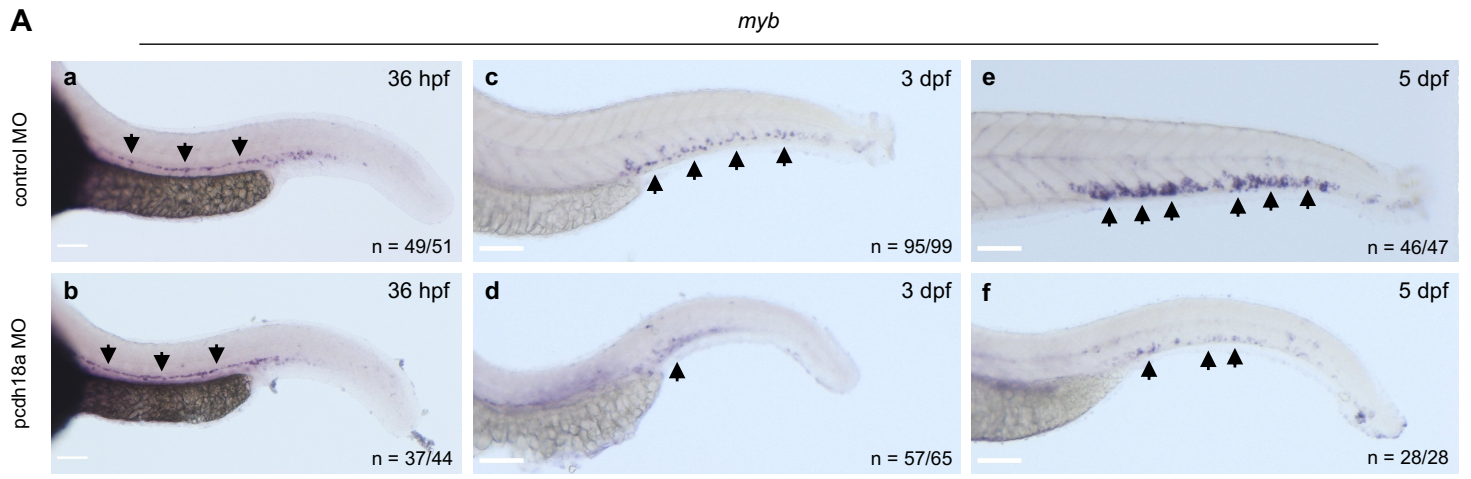 A
myb
control MO
a
36 hpf
n = 49/51
c
3 dpf
n = 95/99
e
5 dpf
n = 46/47
pcdh18a MO
b
36 hpf
n = 37/44
d
3 dpf
n = 57/65
f
5 dpf
n = 28/28